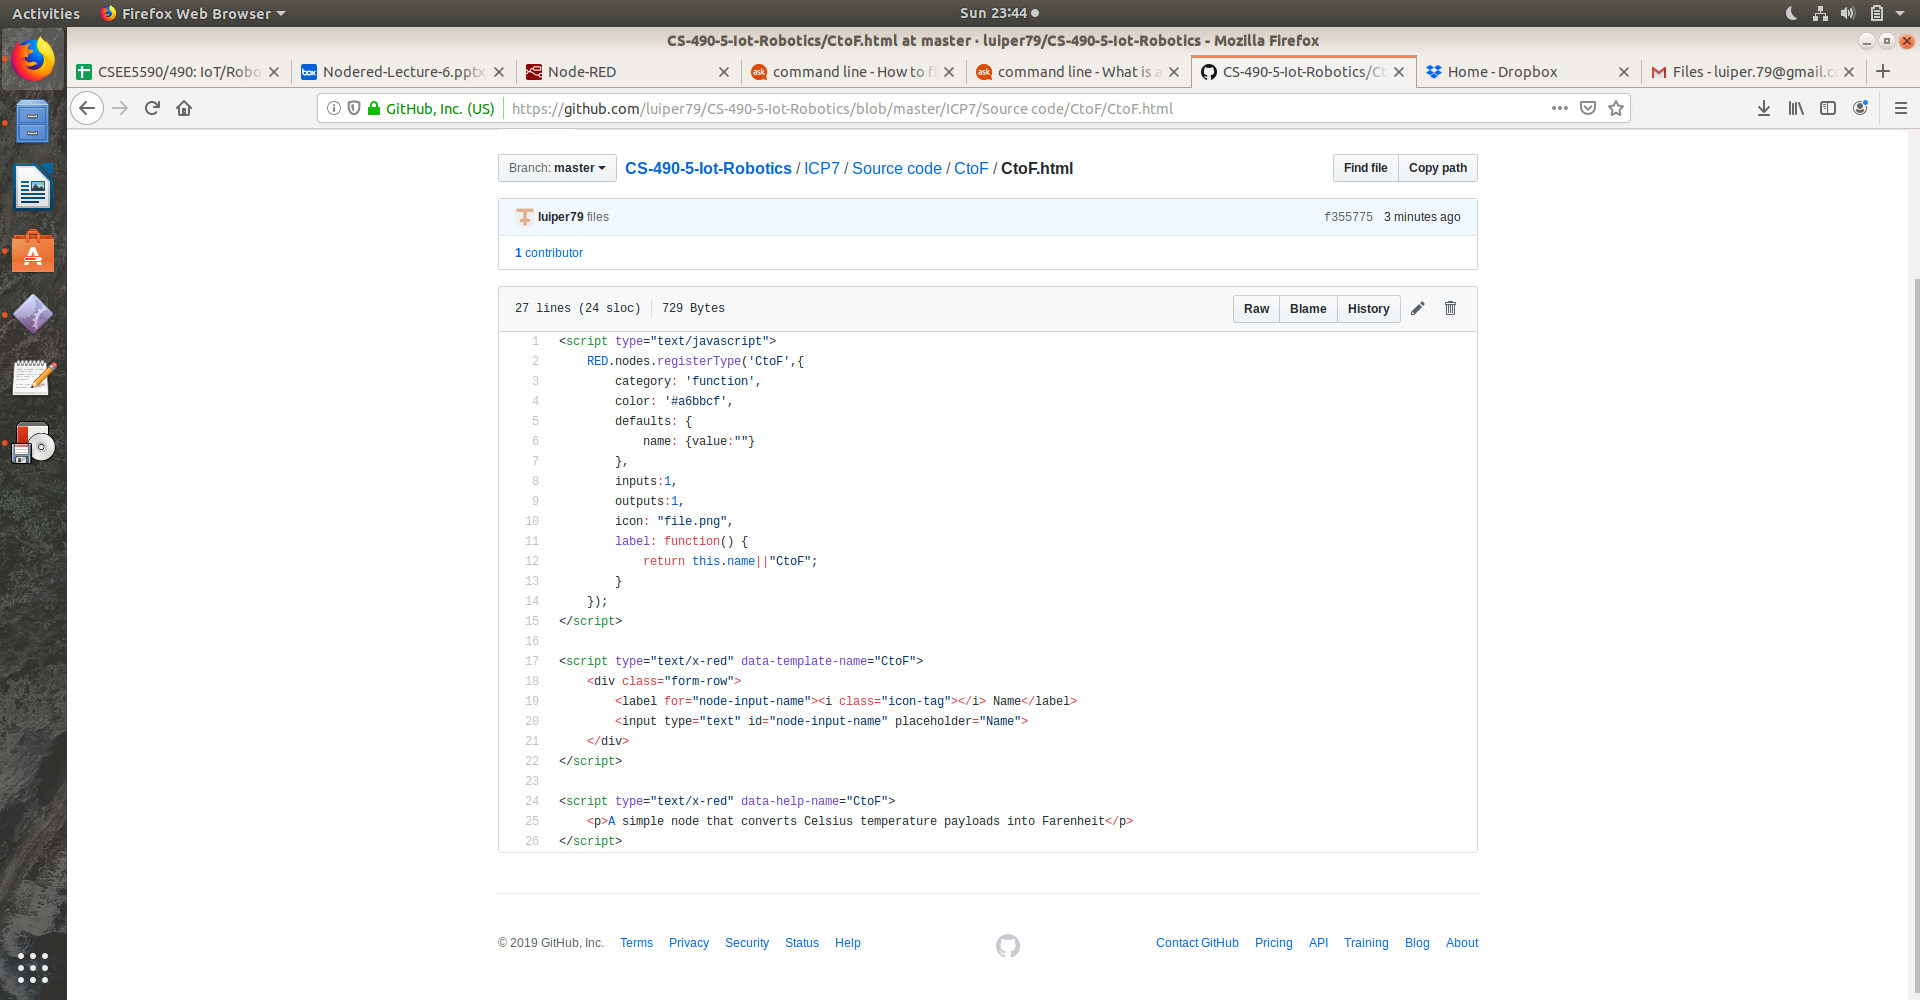 Activities Firefox Web Browser Sun 23:44
CS-490-5-Iot-Robotics/CtoF.html at master · luiper79/CS-490-5-Iot-Robotics - Mozilla Firefox
CSEE5590/490: IoT/Robo Nodered-Lecture-6.pptx Node-RED command line - How to fi command line - What is a CS-490-5-Iot-Robotics/Ct Home - Dropbox Files - luiper.79@gmail.c
GitHub, Inc. (US) https://github.com/luiper79/CS-490-5-Iot-Robotics/blob/master/ICP7/Source code/CtoF/CtoF.html
Branch: master CS-490-5-Iot-Robotics / ICP7 / Source code / CtoF / CtoF.html Find file Copy path
luiper79 files f355775 3 minutes ago
1 contributor
27 lines (24 sloc) 729 Bytes Raw Blame History
1 <script type="text/javascript">
2 RED.nodes.registerType('CtoF',{
3 category: 'function',
4 color: '#a6bbcf',
5 defaults: {
6 name: {value:""}
7 },
8 inputs:1,
9 outputs:1,
10 icon: "file.png",
11 label: function() {
12 return this.name||"CtoF";
13 }
14 });
15 </script>
16
17 <script type="text/x-red" data-template-name="CtoF">
18 <div class="form-row">
19 <label for="node-input-name"><i class="icon-tag"></i> Name</label>
20 <input type="text" id="node-input-name" placeholder="Name">
21 </div>
22 </script>
23
24 <script type="text/x-red" data-help-name="CtoF">
25 <p>A simple node that converts Celsius temperature payloads into Farenheit</p>
26 </script>
© 2019 GitHub, Inc. Terms Privacy Security Status Help Contact GitHub Pricing API Training Blog About